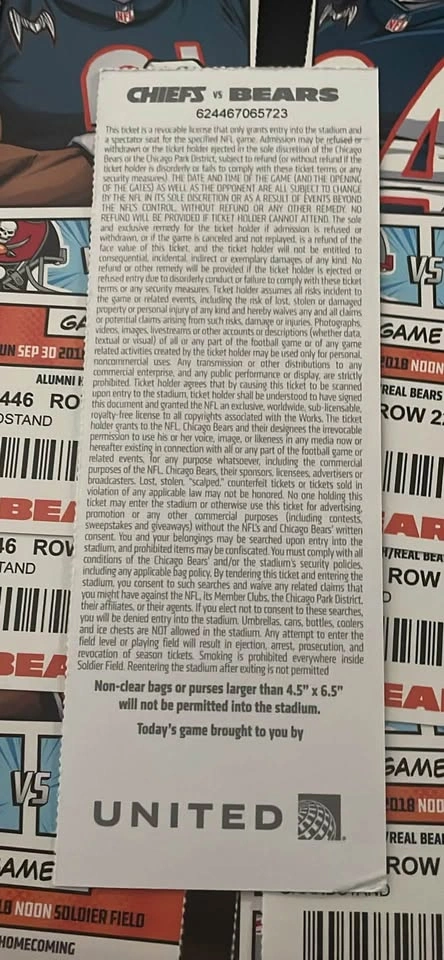 CHIEFS VS BEARS
624467065723
This ticket is a revocable license that only grants entry into the stadium and
a spectator seat for the specified NFL game. Admission may be refused or
withdrawn or the ticket holder ejected in the sole discretion of the Chicago
Bears or the Chicago Park District, subject to refund (or without refund if the
ticket holder is disorderly or fails to comply with these ticket terms or any
security measures). THE DATE AND TIME OF THE GAME (AND THE OPENING
OF THE GATES) AS WELL AS THE OPPONENT ARE ALL SUBJECT TO CHANGE
BY THE NFL IN ITS SOLE DISCRETION OR AS A RESULT OF EVENTS BEYOND
THE NFL'S CONTROL, WITHOUT REFUND OR ANY OTHER REMEDY. NO
REFUND WILL BE PROVIDED IF TICKET HOLDER CANNOT ATTEND. The sole
and exclusive remedy for the ticket holder if admission is refused or
withdrawn, or if the game is canceled and not replayed, is a refund of the
face value of this ticket, and the ticket holder will not be entitled to
consequential, incidental, indirect or exemplary damages of any kind. No
refund or other remedy will be provided if the ticket holder is ejected or
refused entry due to disorderly conduct or failure to comply with these ticket
terms or any security measures. Ticket holder assumes all risks incident to
the game or related events, including the risk of lost, stolen or damaged
property or personal injury of any kind and hereby waives any and all claims
or potential claims arising from such risks, damage or injuries. Photographs,
videos, images, livestreams or other accounts or descriptions (whether data,
textual or visual) of all or any part of the football game or of any game
related activities created by the ticket holder may be used only for personal,
noncommercial uses. Any transmission or other distributions to any
commercial enterprise, and any public performance or display, are strictly
prohibited. Ticket holder agrees that by causing this ticket to be scanned
upon entry to the stadium, ticket holder shall be understood to have signed
this document and granted the NFL an exclusive, worldwide, sub-licensable,
royalty-free license to all copyrights associated with the Works. The ticket
holder grants to the NFL, Chicago Bears and their designees the irrevocable
permission to use his or her voice, image, or likeness in any media now or
hereafter existing in connection with all or any part of the football game or
related events, for any purpose whatsoever, including the commercial
purposes of the NFL, Chicago Bears, their sponsors, licensees, advertisers or
broadcasters. Lost, stolen, "scalped," counterfeit tickets or tickets sold in
violation of any applicable law may not be honored. No one holding this
ticket may enter the stadium or otherwise use this ticket for advertising,
promotion or any other commercial purposes (including contests,
sweepstakes and giveaways) without the NFL's and Chicago Bears' written
consent. You and your belongings may be searched upon entry into the
stadium, and prohibited items may be confiscated. You must comply with all
conditions of the Chicago Bears' and/or the stadium's security policies,
including any applicable bag policy. By tendering this ticket and entering the
stadium, you consent to such searches and waive any related claims that
you might have against the NFL, its Member Clubs, the Chicago Park District,
their affiliates, or their agents. If you elect not to consent to these searches,
you will be denied entry into the stadium. Umbrellas, cans, bottles, coolers
and ice chests are NOT allowed in the stadium. Any attempt to enter the
field level or playing field will result in ejection, arrest, prosecution, and
revocation of season tickets. Smoking is prohibited everywhere inside
Soldier Field. Reentering the stadium after exiting is not permitted
Non-clear bags or purses larger than 4.5" x 6.5"
will not be permitted into the stadium.
Today's game brought to you by
UNITED
NFL
NFL
GA
UN SEP 30 201
ALUMNI
446 RO
DSTAND
BEA
46 ROW
TAND
BEA
VS
GAME
18 NOON SOLDIER FIELD
HOMECOMING
VS
GAME
2018 NOON
REAL BEARS
ROW 2
EAR
/REAL BEA
ROW
EA
GAME
2018 NOO
/REAL BEAR
ROW